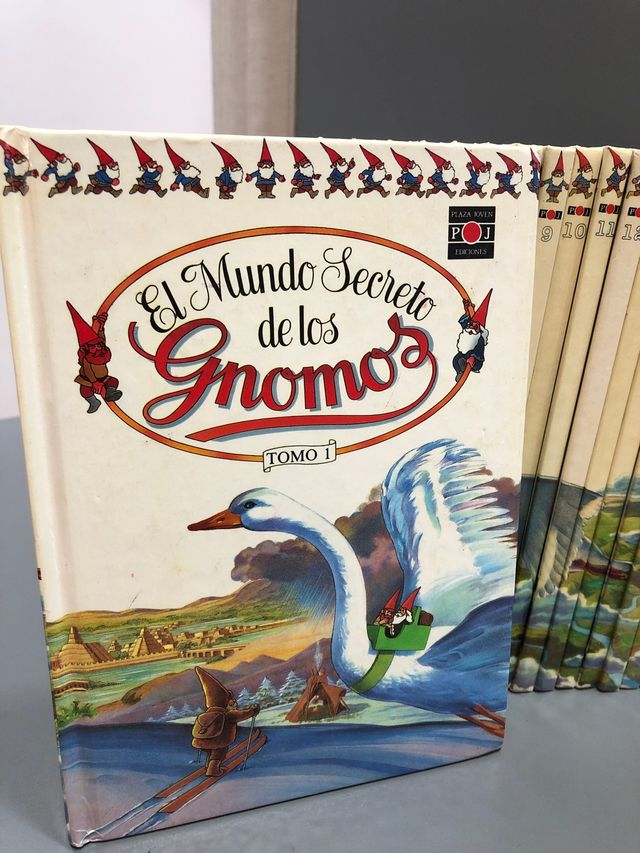 PLAZA JOVEN
P J
EDICIONES
El Mundo Secreto
de los
Gnomos
TOMO 1
9
10
11
12